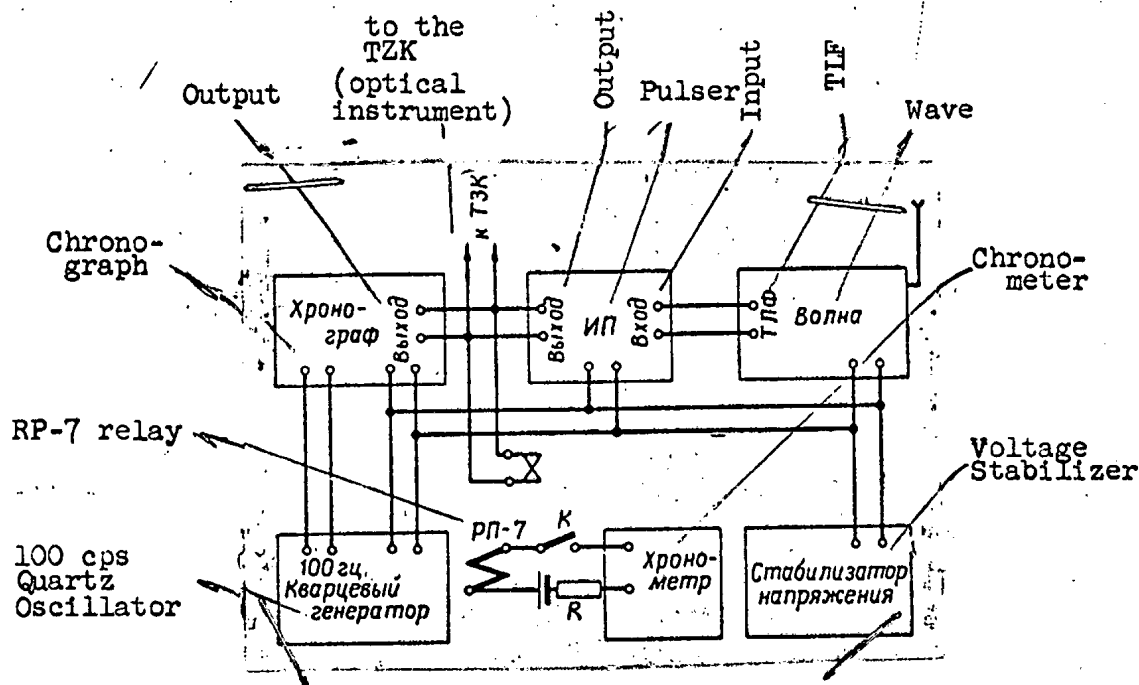 to the
TZK
(optical
instrument)
Output
Output
Pulser
Input
TLF
Wave
к ТЗК
Chrono-
graph
Хроно-
граф
Выход
Выход
ИП
Вход
ТЛФ
Волна
Chrono-
meter
RP-7 relay
Voltage
Stabilizer
РП-7
К
R
Хроно-
метр
100 cps
Quartz
Oscillator
100гц.
Кварцевый
генератор
Стабилизатор
напряжения